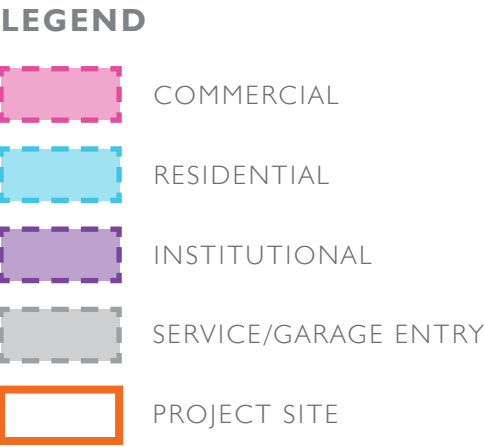 LEGEND
COMMERCIAL
RESIDENTIAL
INSTITUTIONAL
SERVICE/GARAGE ENTRY
PROJECT SITE